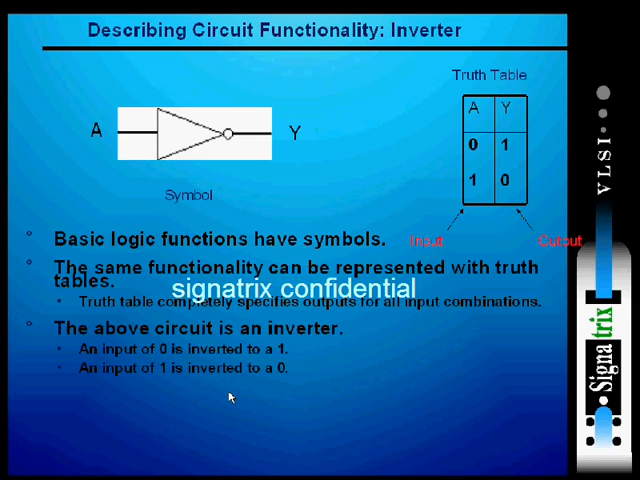 Describing Circuit Functionality: Inverter
Truth Table
A Y
A
Y
0 1
1 0
Symbol
Input
Output
° Basic logic functions have symbols.
° The same functionality can be represented with truth
tables.
signatrix confidential
• Truth table completely specifies outputs for all input combinations.
° The above circuit is an inverter.
• An input of 0 is inverted to a 1.
• An input of 1 is inverted to a 0.
VLSI
Signatrix